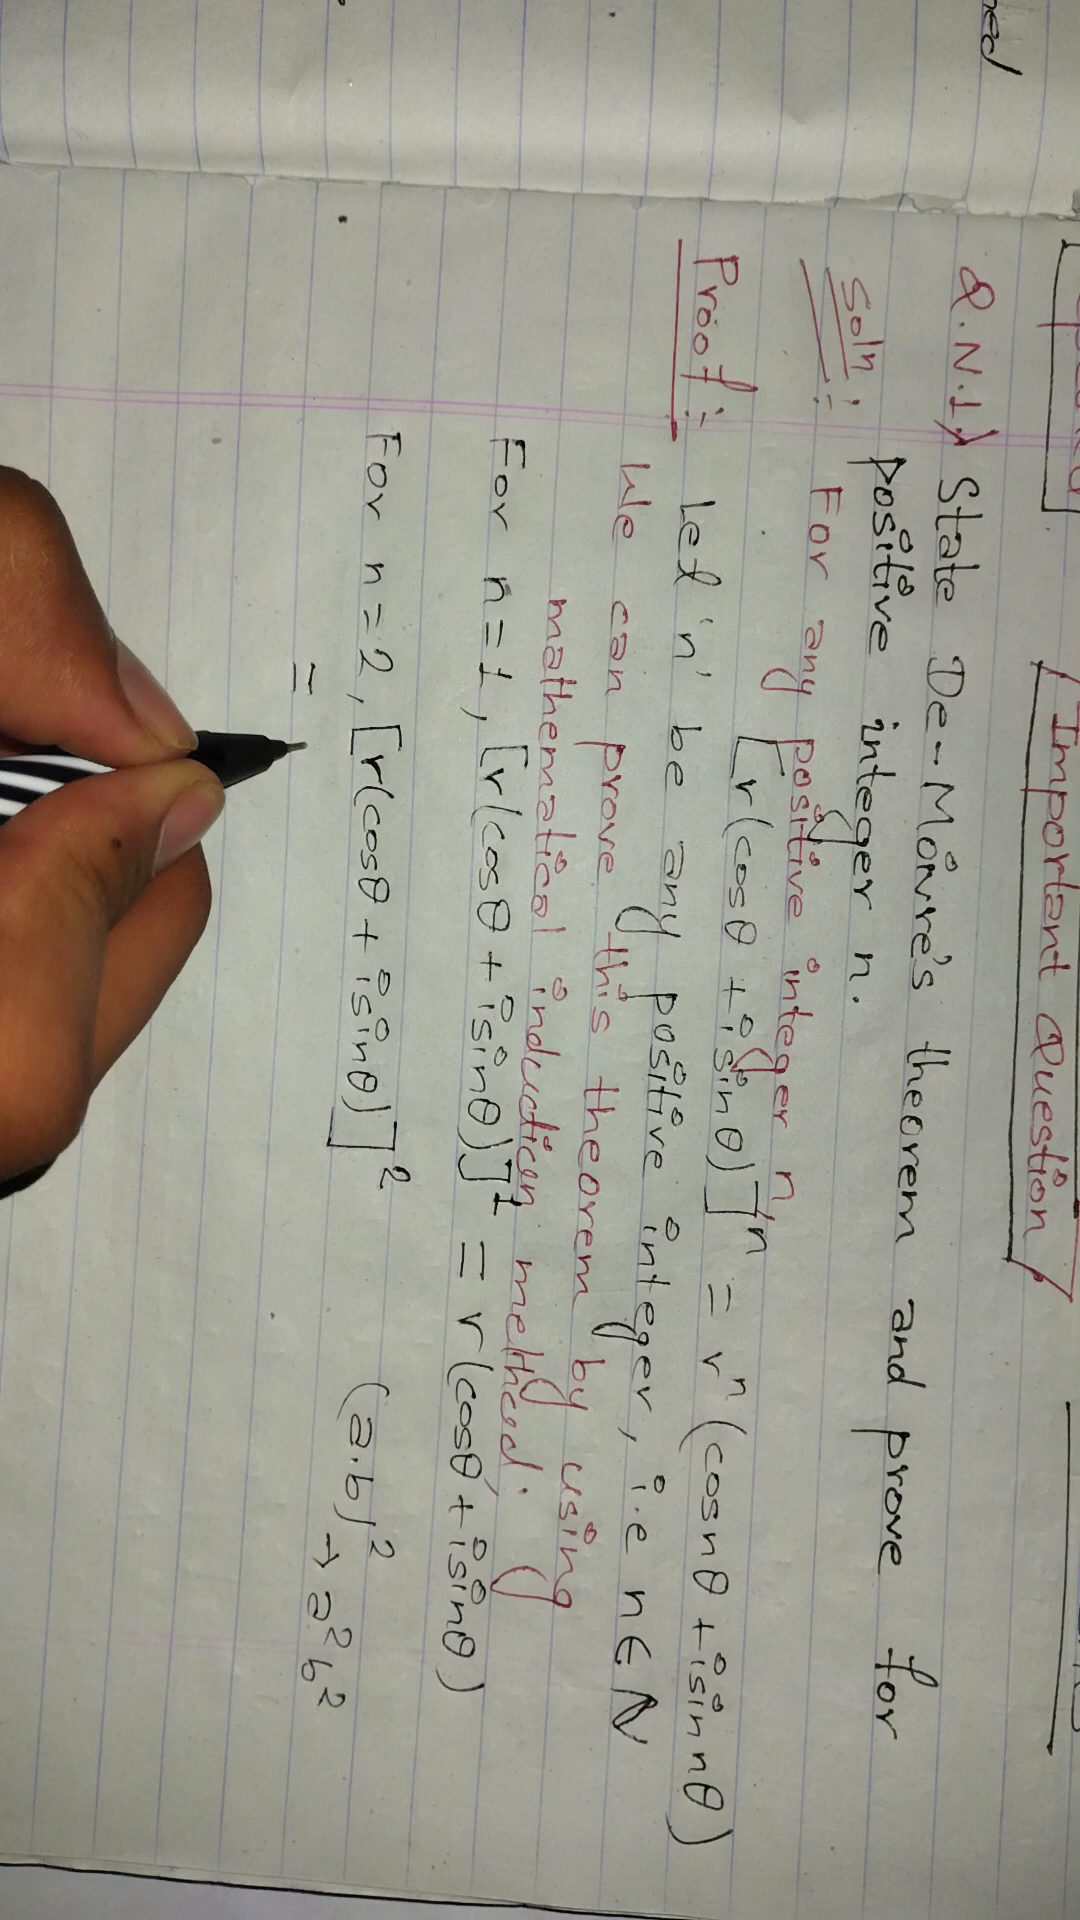 Important Question
Q.N.1) State De-Moivre's theorem and prove for
positive integer n.
Soln: For any positive integer n
[r(cosθ + isinθ)]ⁿ = rⁿ (cosnθ + isin nθ)
Proof: Let 'n' be any positive integer, i.e n∈N
We can prove this theorem by using
mathematical induction method.
For n=1, [r(cosθ + isinθ)]¹ = r(cosθ + isinθ)
For n=2, [r(cosθ + isinθ)]² (a.b)²
= → a²b²